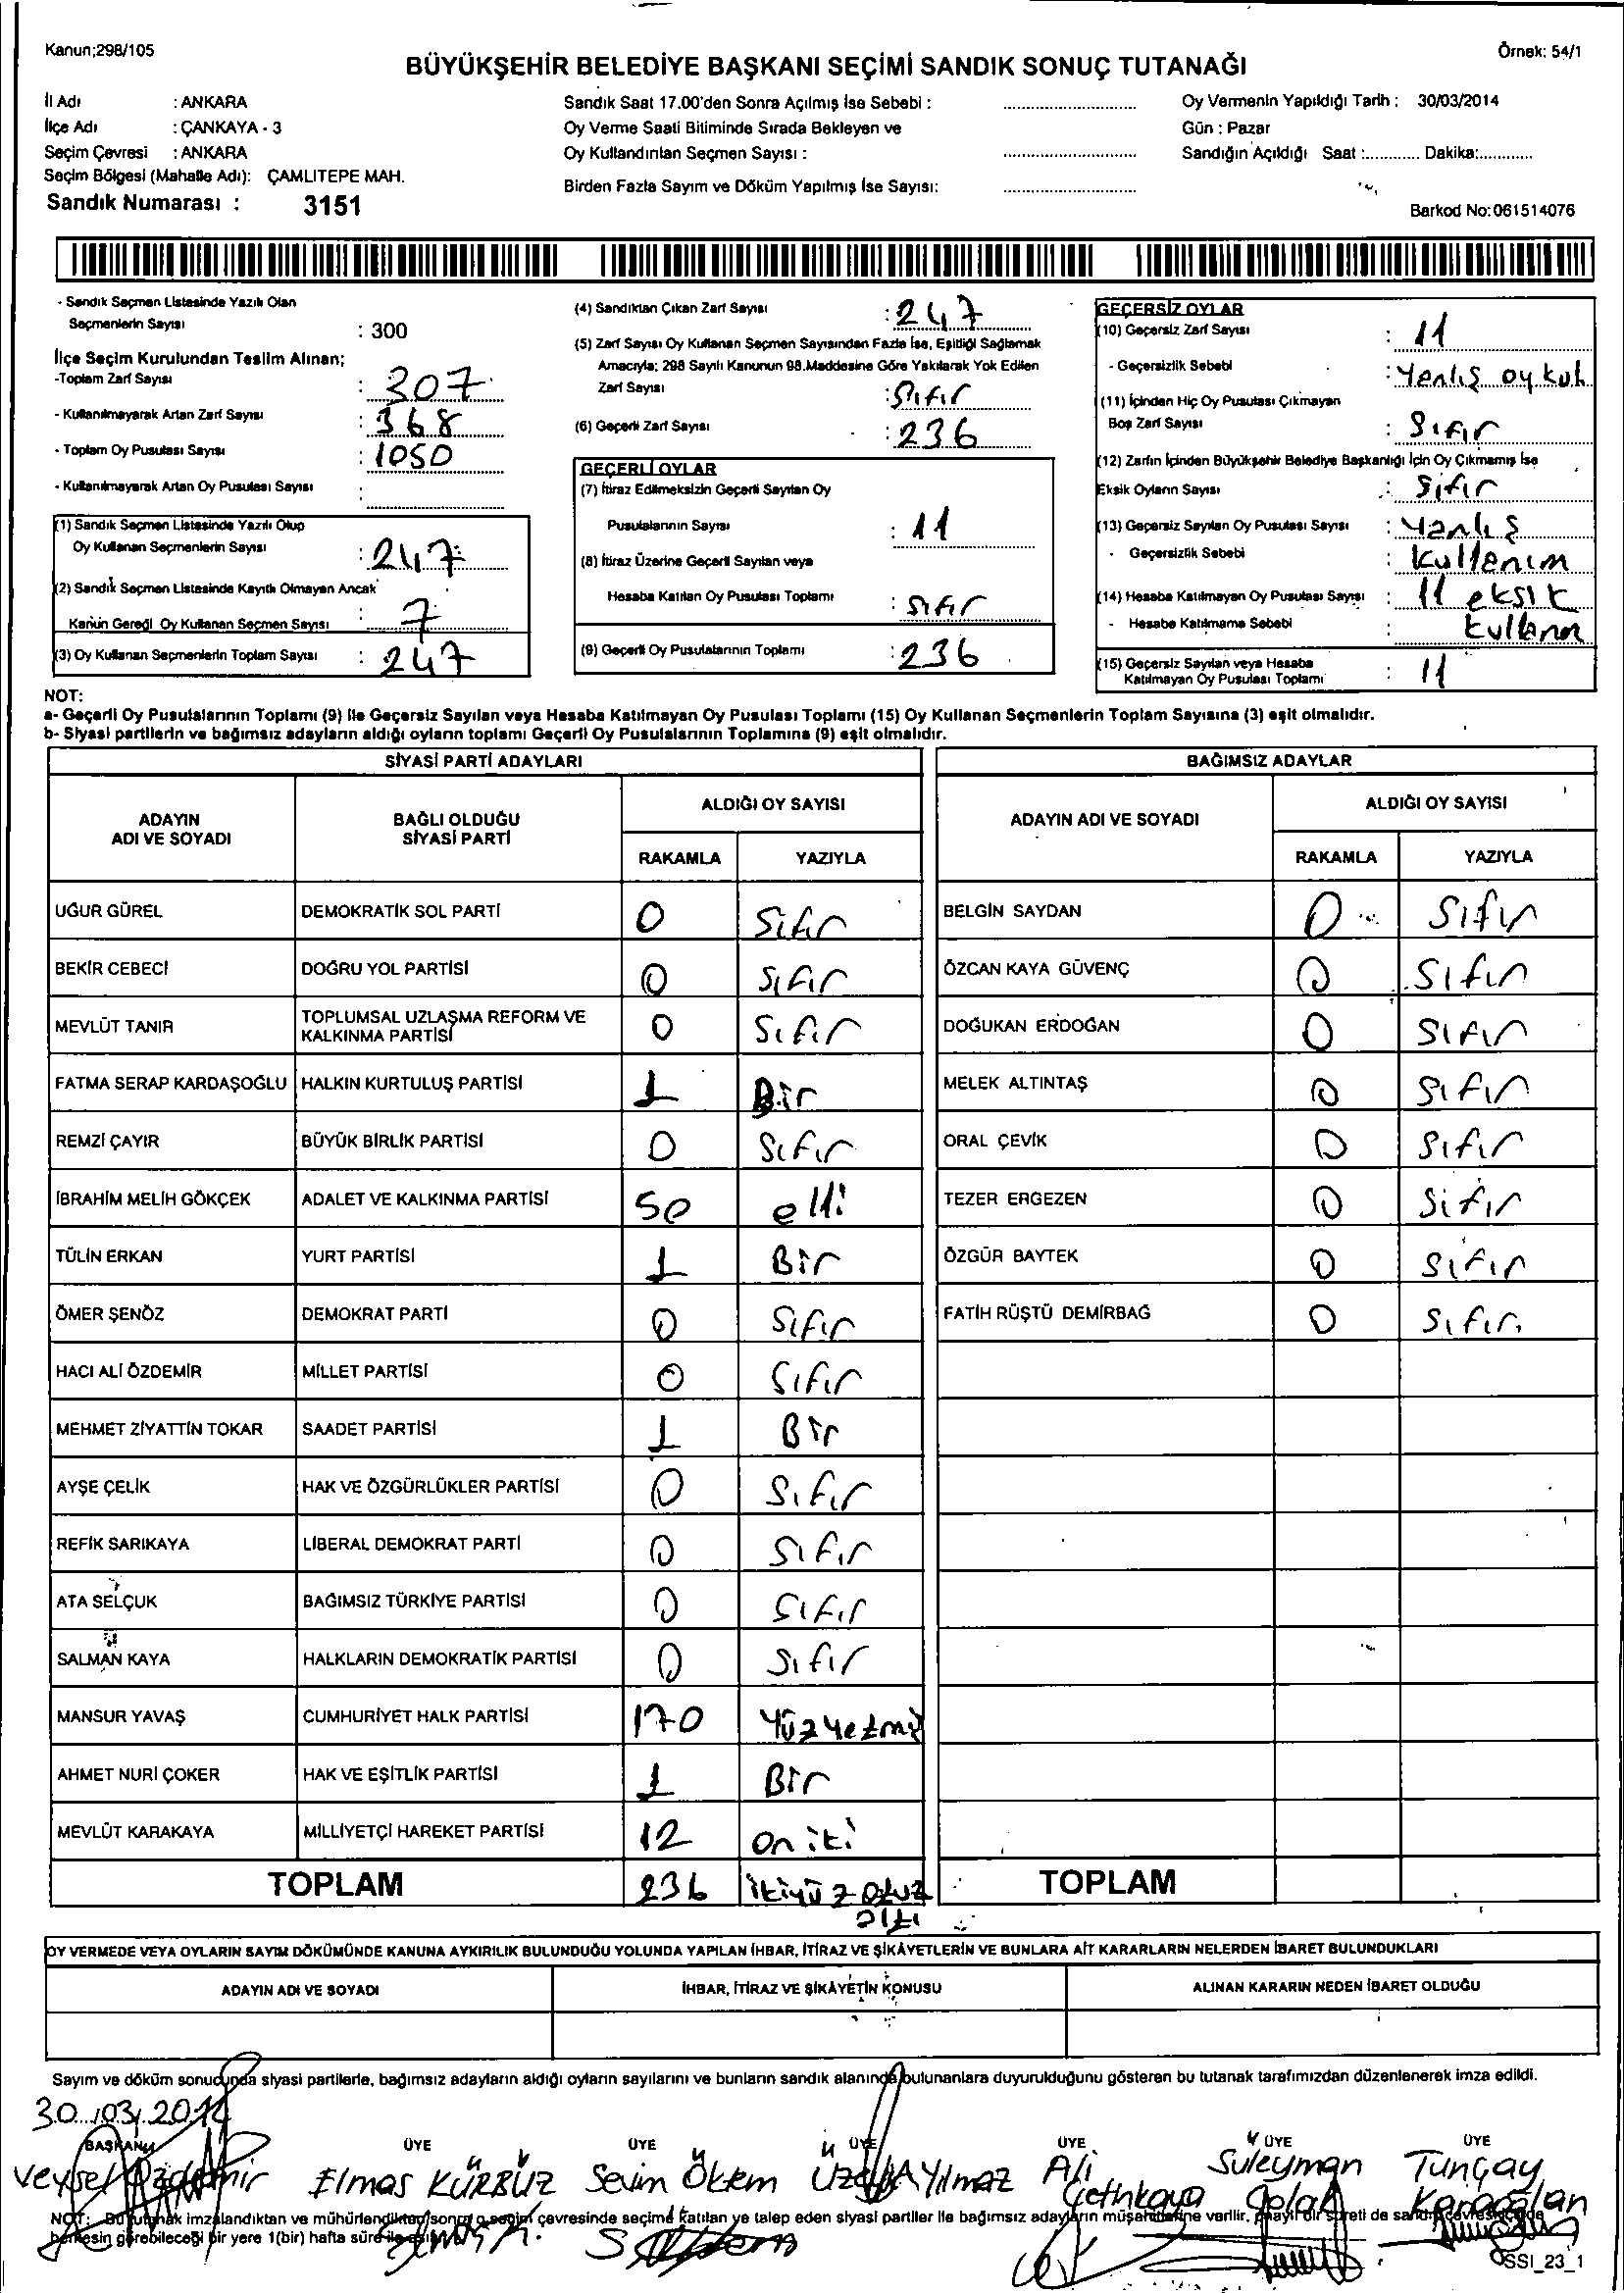 Kanun;298/105
Örnek: 54/1
BÜYÜKŞEHİR BELEDİYE BAŞKANI SEÇİMİ SANDIK SONUÇ TUTANAĞI
İl Adı : ANKARA
İlçe Adı : ÇANKAYA - 3
Seçim Çevresi : ANKARA
Seçim Bölgesi (Mahalle Adı): ÇAMLITEPE MAH.
Sandık Numarası : 3151
Sandık Saat 17.00'den Sonra Açılmış İse Sebebi :
Oy Verme Saati Bitiminde Sırada Bekleyen ve
Oy Kullandırılan Seçmen Sayısı :
Birden Fazla Sayım ve Döküm Yapılmış İse Sayısı:
Oy Vermenin Yapıldığı Tarih : 30/03/2014
Gün : Pazar
Sandığın Açıldığı Saat :............ Dakika:............
Barkod No:061514076
- Sandık Seçmen Listesinde Yazılı Olan
Seçmenlerin Sayısı : 300
İlçe Seçim Kurulundan Teslim Alınan;
-Toplam Zarf Sayısı : 307
- Kullanılmayarak Artan Zarf Sayısı : 368
- Toplam Oy Pusulası Sayısı : 1050
- Kullanılmayarak Artan Oy Pusulası Sayısı :
(1) Sandık Seçmen Listesinde Yazılı Olup
Oy Kullanan Seçmenlerin Sayısı : 247
(2) Sandık Seçmen Listesinde Kayıtlı Olmayan Ancak
Kanun Gereği Oy Kullanan Seçmen Sayısı : 7
(3) Oy Kullanan Seçmenlerin Toplam Sayısı : 247
(4) Sandıktan Çıkan Zarf Sayısı : 247
(5) Zarf Sayısı Oy Kullanan Seçmen Sayısından Fazla İse, Eşitliği Sağlamak
Amacıyla; 298 Sayılı Kanunun 98.Maddesine Göre Yakılarak Yok Edilen
Zarf Sayısı : Sıfır
(6) Geçerli Zarf Sayısı : 236
GEÇERLİ OYLAR
(7) İtiraz Edilmeksizin Geçerli Sayılan Oy
Pusulalarının Sayısı : 11
(8) İtiraz Üzerine Geçerli Sayılan veya
Hesaba Katılan Oy Pusulası Toplamı : Sıfır
(9) Geçerli Oy Pusulalarının Toplamı : 236
GEÇERSİZ OYLAR
(10) Geçersiz Zarf Sayısı : 11
- Geçersizlik Sebebi : Yanlış oy kul
(11) İçinden Hiç Oy Pusulası Çıkmayan
Boş Zarf Sayısı : Sıfır
(12) Zarfın İçinden Büyükşehir Belediye Başkanlığı İçin Oy Çıkmamış İse
Eksik Oyların Sayısı : Sıfır
(13) Geçersiz Sayılan Oy Pusulası Sayısı : Yanlış
- Geçersizlik Sebebi : Kullanım
(14) Hesaba Katılmayan Oy Pusulası Sayısı : 11 eksik
- Hesaba Katılmama Sebebi : kullanım
(15) Geçersiz Sayılan veya Hesaba
Katılmayan Oy Pusulası Toplamı : 11
NOT:
a- Geçerli Oy Pusulalarının Toplamı (9) ile Geçersiz Sayılan veya Hesaba Katılmayan Oy Pusulası Toplamı (15) Oy Kullanan Seçmenlerin Toplam Sayısına (3) eşit olmalıdır.
b- Siyasi partilerin ve bağımsız adayların aldığı oyların toplamı Geçerli Oy Pusulalarının Toplamına (9) eşit olmalıdır.
SİYASİ PARTİ ADAYLARI
BAĞIMSIZ ADAYLAR
ADAYIN ADI VE SOYADI
BAĞLI OLDUĞU SİYASİ PARTİ
ALDIĞI OY SAYISI
RAKAMLA YAZIYLA
ADAYIN ADI VE SOYADI
ALDIĞI OY SAYISI
RAKAMLA YAZIYLA
UĞUR GÜREL DEMOKRATİK SOL PARTİ 0 Sıfır BELGİN SAYDAN 0 Sıfır
BEKİR CEBECİ DOĞRU YOL PARTİSİ 0 Sıfır ÖZCAN KAYA GÜVENÇ 0 Sıfır
MEVLÜT TANIR TOPLUMSAL UZLAŞMA REFORM VE KALKINMA PARTİSİ 0 Sıfır DOĞUKAN ERDOĞAN 0 Sıfır
FATMA SERAP KARDAŞOĞLU HALKIN KURTULUŞ PARTİSİ 1 Bir MELEK ALTINTAŞ 0 Sıfır
REMZİ ÇAYIR BÜYÜK BİRLİK PARTİSİ 0 Sıfır ORAL ÇEVİK 0 Sıfır
İBRAHİM MELİH GÖKÇEK ADALET VE KALKINMA PARTİSİ 50 elli TEZER ERGEZEN 0 Sıfır
TÜLİN ERKAN YURT PARTİSİ 1 Bir ÖZGÜR BAYTEK 0 Sıfır
ÖMER ŞENÖZ DEMOKRAT PARTİ 0 Sıfır FATİH RÜŞTÜ DEMİRBAĞ 0 Sıfır
HACI ALİ ÖZDEMİR MİLLET PARTİSİ 0 Sıfır
MEHMET ZİYATTİN TOKAR SAADET PARTİSİ 1 Bir
AYŞE ÇELİK HAK VE ÖZGÜRLÜKLER PARTİSİ 0 Sıfır
REFİK SARIKAYA LİBERAL DEMOKRAT PARTİ 0 Sıfır
ATA SELÇUK BAĞIMSIZ TÜRKİYE PARTİSİ 0 Sıfır
SALMAN KAYA HALKLARIN DEMOKRATİK PARTİSİ 0 Sıfır
MANSUR YAVAŞ CUMHURİYET HALK PARTİSİ 170 Yüzyetmiş
AHMET NURİ ÇOKER HAK VE EŞİTLİK PARTİSİ 1 Bir
MEVLÜT KARAKAYA MİLLİYETÇİ HAREKET PARTİSİ 12 on iki
TOPLAM 236 ikiyüz otuz altı TOPLAM
OY VERMEDE VEYA OYLARIN SAYIM DÖKÜMÜNDE KANUNA AYKIRILIK BULUNDUĞU YOLUNDA YAPILAN İHBAR, İTİRAZ VE ŞİKÂYETLERİN VE BUNLARA AİT KARARLARIN NELERDEN İBARET BULUNDUKLARI
ADAYIN ADI VE SOYADI İHBAR, İTİRAZ VE ŞİKÂYETİN KONUSU ALINAN KARARIN NEDEN İBARET OLDUĞU
Sayım ve döküm sonucunda siyasi partilerle, bağımsız adayların aldığı oyların sayılarını ve bunların sandık alanında bulunanlara duyurulduğunu gösteren bu tutanak tarafımızdan düzenlenerek imza edildi.
30/03/2014
BAŞKAN ÜYE ÜYE ÜYE ÜYE ÜYE ÜYE
Veysel Özdemir Elmas KÜRBÜZ Sevim Öktem Yılmaz Ali Çetinkaya Süleyman Çolak Tunçay Karaaslan
NOT: Bu tutanak imzalandıktan ve mühürlendikten sonra o seçim çevresinde seçime katılan ve talep eden siyasi partiler ile bağımsız adayların müşahitlerine verilir.
herkesin görebileceği bir yere 1(bir) hafta süre ile
SSI_23_1